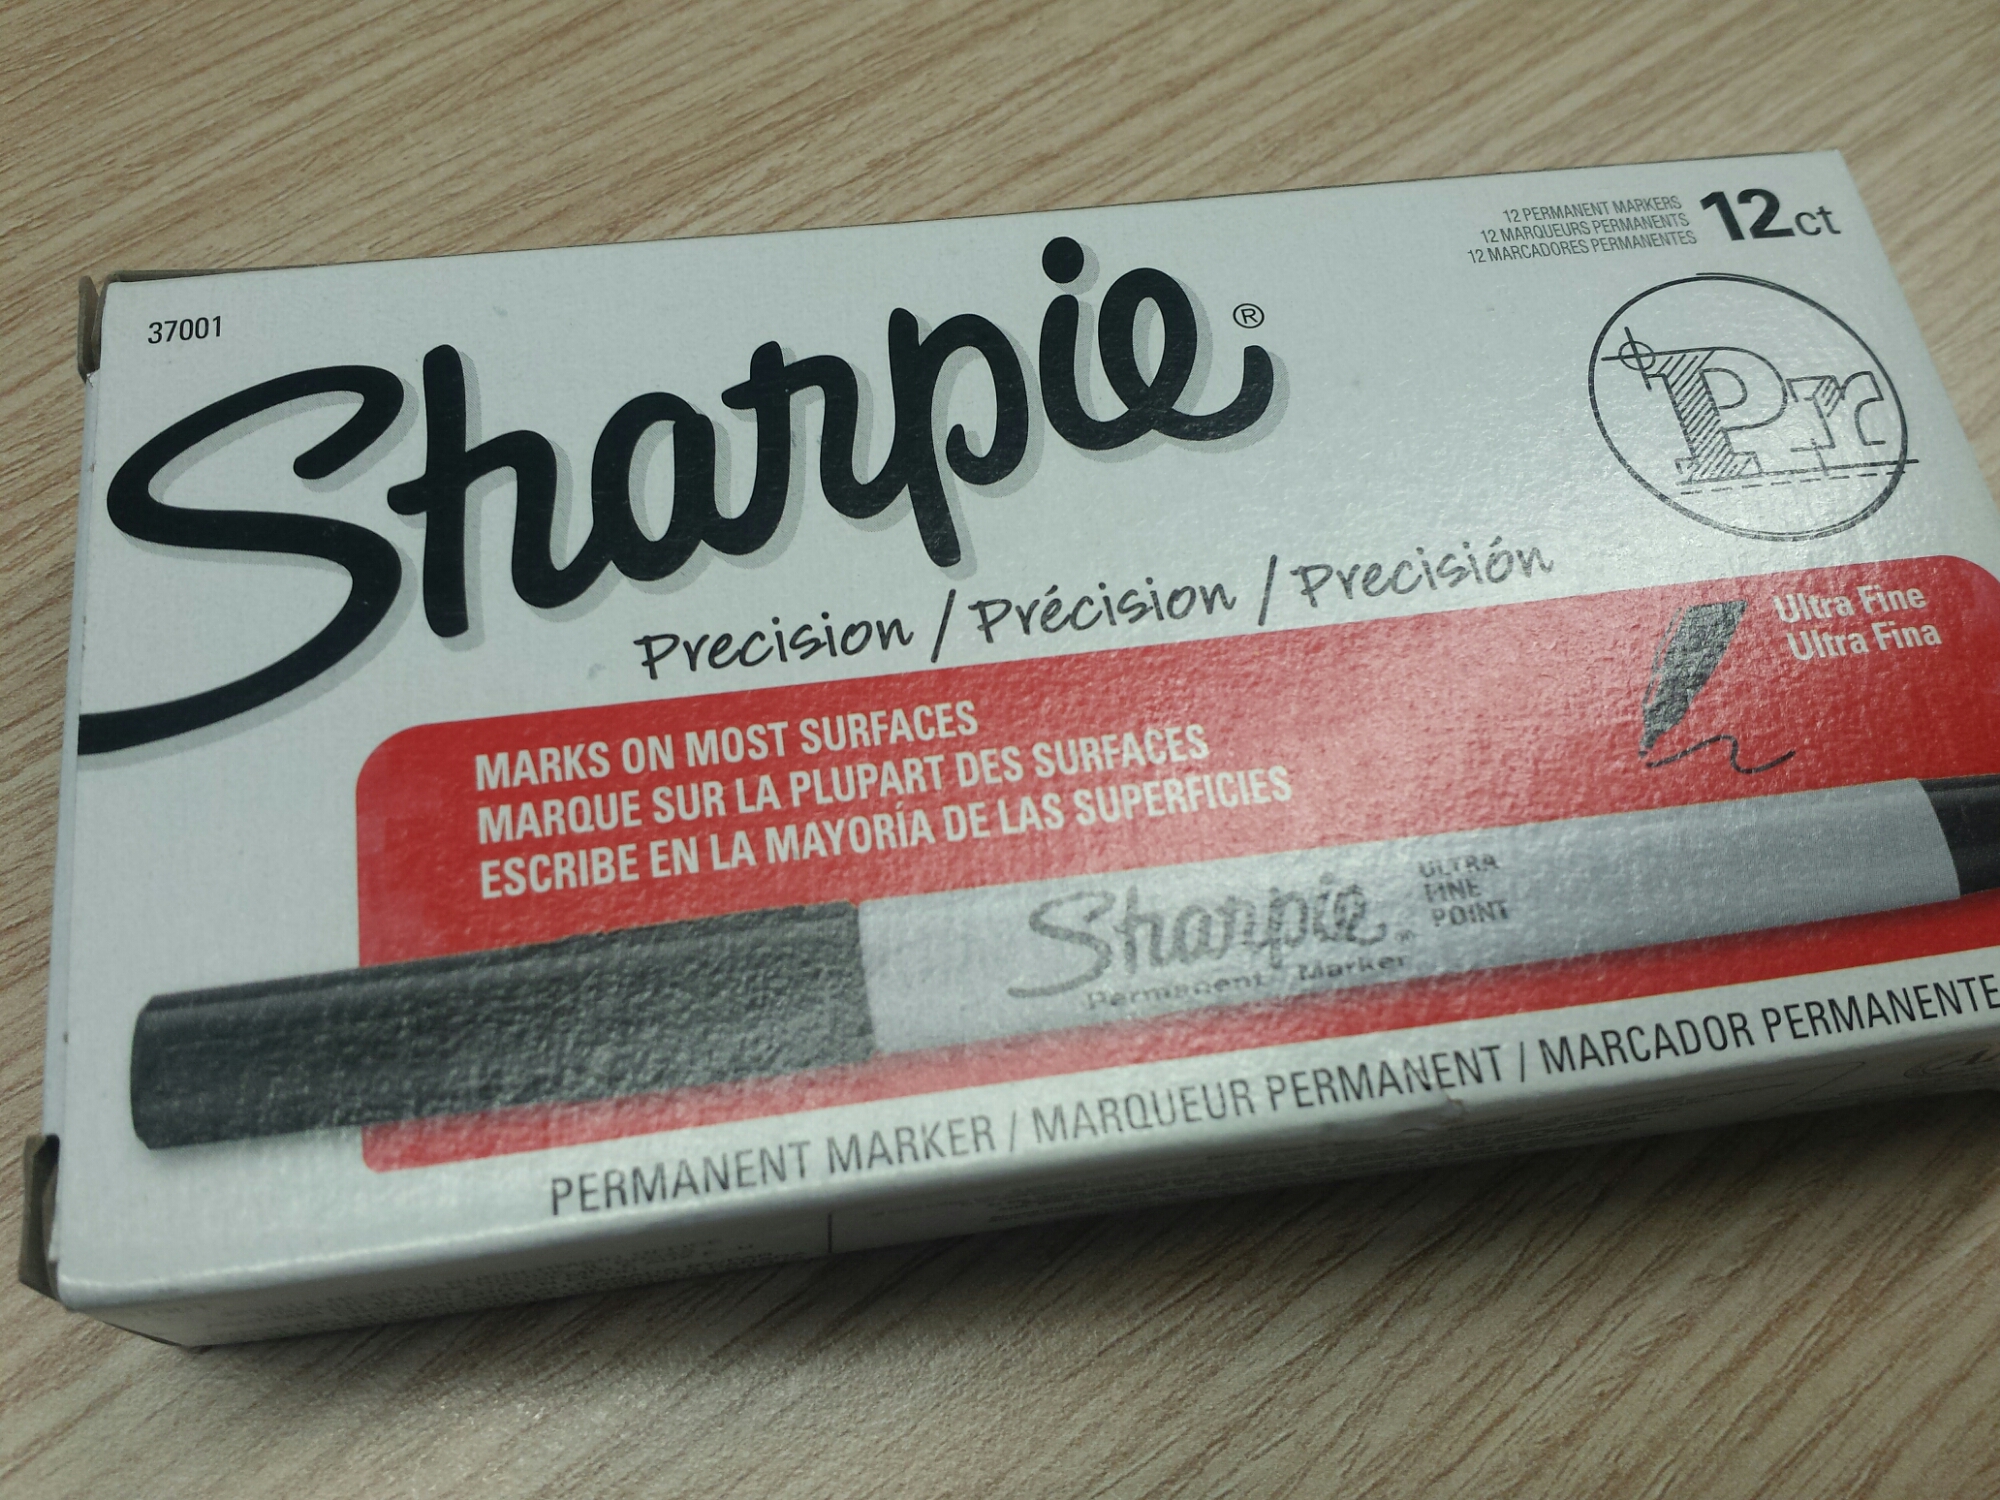 12 PERMANENT MARKERS
12 MARQUEURS PERMANENTS
12 MARCADORES PERMANENTES
12ct
37001
Sharpie®
Pr
Precision / Précision / Precisión
Ultra Fine
Ultra Fina
MARKS ON MOST SURFACES
MARQUE SUR LA PLUPART DES SURFACES
ESCRIBE EN LA MAYORÍA DE LAS SUPERFICIES
Sharpie®
Permanent Marker
ULTRA
FINE
POINT
PERMANENT MARKER / MARQUEUR PERMANENT / MARCADOR PERMANENTE